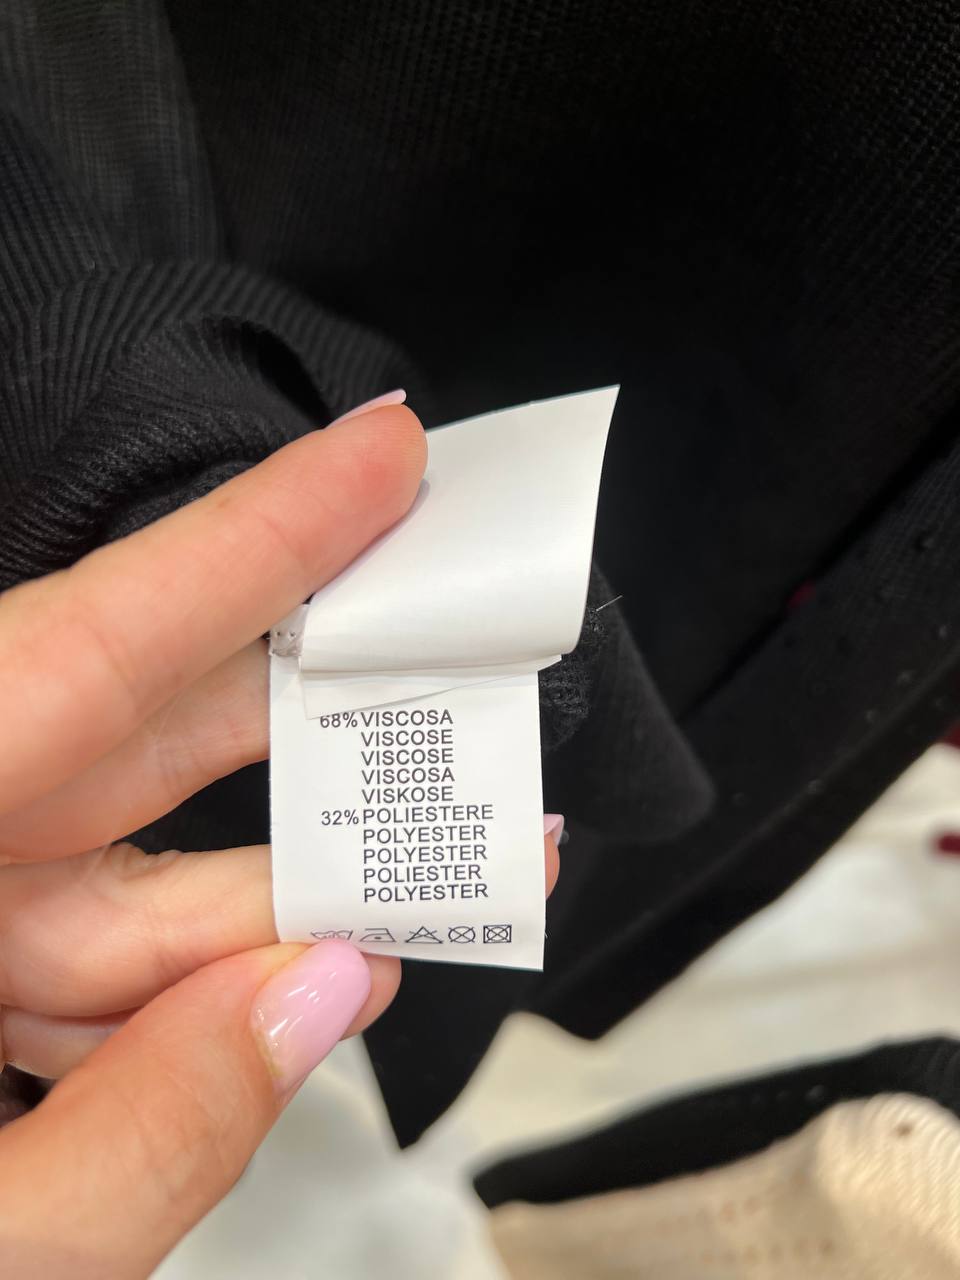 68% VISCOSA
VISCOSE
VISCOSE
VISCOSA
VISKOSE
32% POLIESTERE
POLYESTER
POLYESTER
POLIESTER
POLYESTER